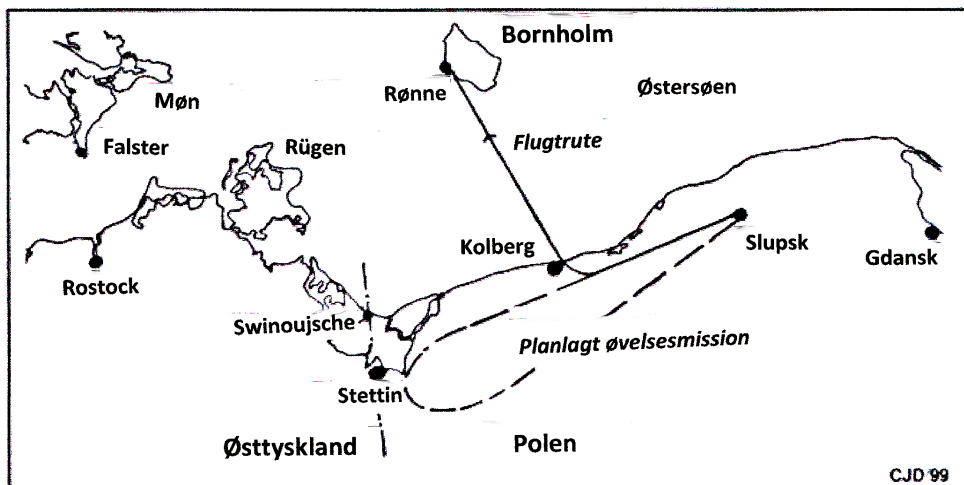 Bornholm
Rønne
Østersøen
Møn
Falster
Rügen
Flugtrute
Slupsk
Kolberg
Gdansk
Rostock
Swinoujsche
Planlagt øvelsesmission
Stettin
Østtyskland
Polen
CJD '99